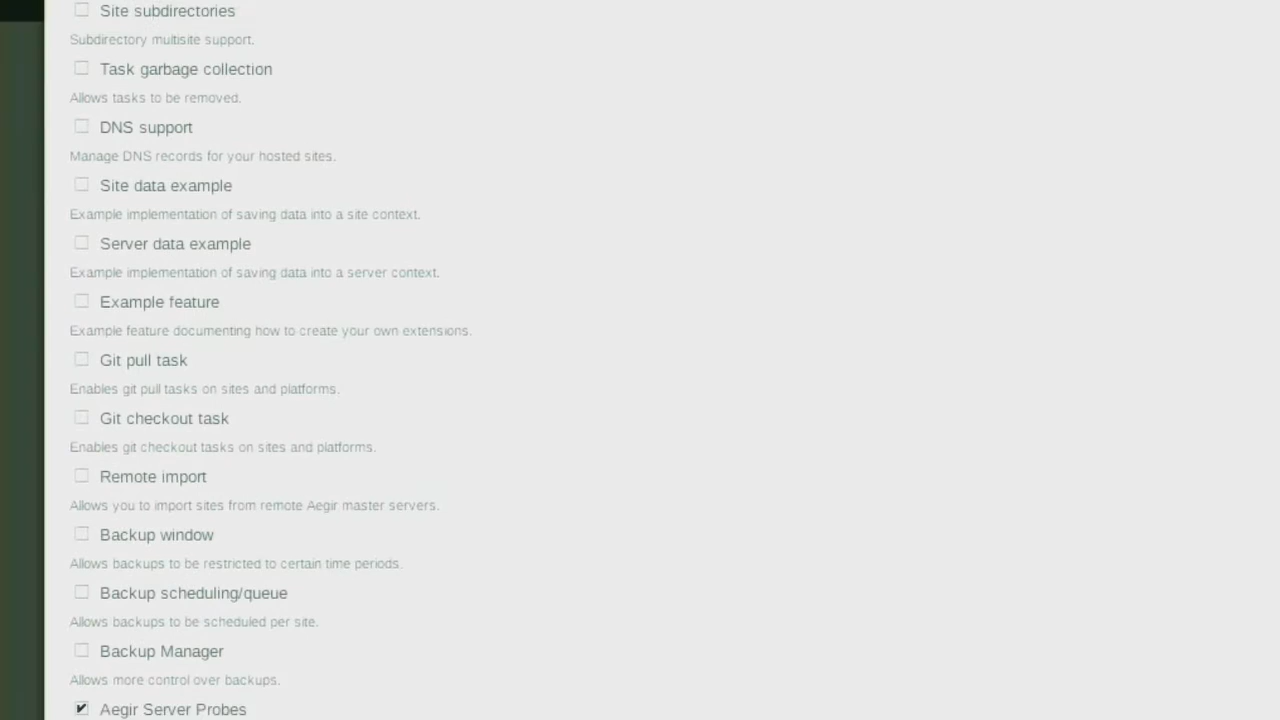 Site subdirectories
Subdirectory multisite support.
Task garbage collection
Allows tasks to be removed.
DNS support
Manage DNS records for your hosted sites.
Site data example
Example implementation of saving data into a site context.
Server data example
Example implementation of saving data into a server context.
Example feature
Example feature documenting how to create your own extensions.
Git pull task
Enables git pull tasks on sites and platforms.
Git checkout task
Enables git checkout tasks on sites and platforms.
Remote import
Allows you to import sites from remote Aegir master servers.
Backup window
Allows backups to be restricted to certain time periods.
Backup scheduling/queue
Allows backups to be scheduled per site.
Backup Manager
Allows more control over backups.
Aegir Server Probes